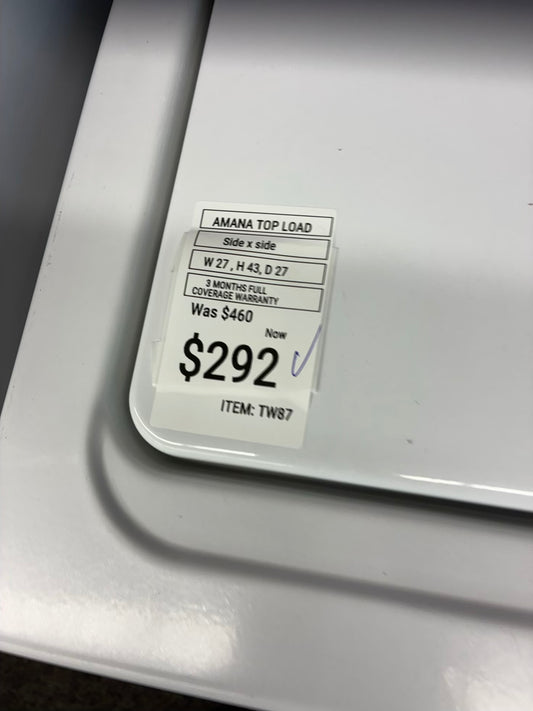 AMANA TOP LOAD
Side x side
W 27 , H 43, D 27
3 MONTHS FULL
COVERAGE WARRANTY
Was $460
Now
$292
ITEM: TW87